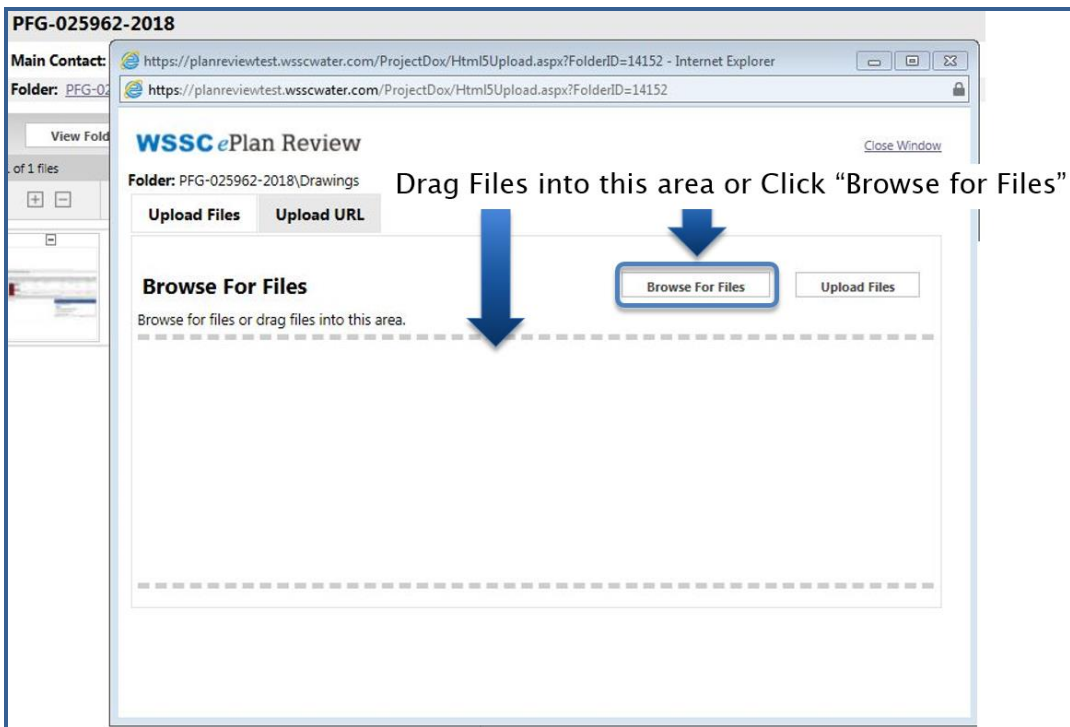 PFG-025962-2018
Main Contact:
Folder: PFG-02
View Fold
of 1 files
https://planreviewtest.wsscwater.com/ProjectDox/Html5Upload.aspx?FolderID=14152 - Internet Explorer
https://planreviewtest.wsscwater.com/ProjectDox/Html5Upload.aspx?FolderID=14152
WSSC ePlan Review
Close Window
Folder: PFG-025962-2018\Drawings
Drag Files into this area or Click “Browse for Files”
Upload Files Upload URL
Browse For Files
Browse For Files Upload Files
Browse for files or drag files into this area.